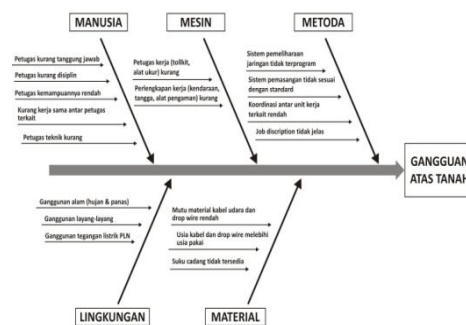 MANUSIA
MESIN
METODA
Petugas kurang tanggung jawab
Petugas kurang disiplin
Petugas kemampuannya rendah
Kurang kerja sama antar petugas
terkait
Petugas teknik kurang
Petugas kerja (tollkit,
alat ukur) kurang
Perlengkapan kerja (kendaraan,
tangga, alat pengaman) kurang
Sistem pemeliharaan
jaringan tidak terprogram
Sistem pemasangan tidak sesuai
dengan standard
Koordinasi antar unit kerja
terkait rendah
Job discription tidak jelas
GANGGUAN
ATAS TANAH
Ganggunan alam (hujan & panas)
Ganggunan layang-layang
Ganggunan tegangan listrik PLN
Mutu material kabel udara dan
drop wire rendah
Usia kabel dan drop wire melebihi
usia pakai
Suku cadang tidak tersedia
LINGKUNGAN
MATERIAL